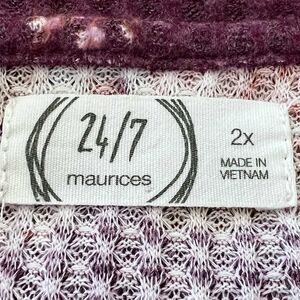 24/7
maurices
2x
MADE IN
VIETNAM